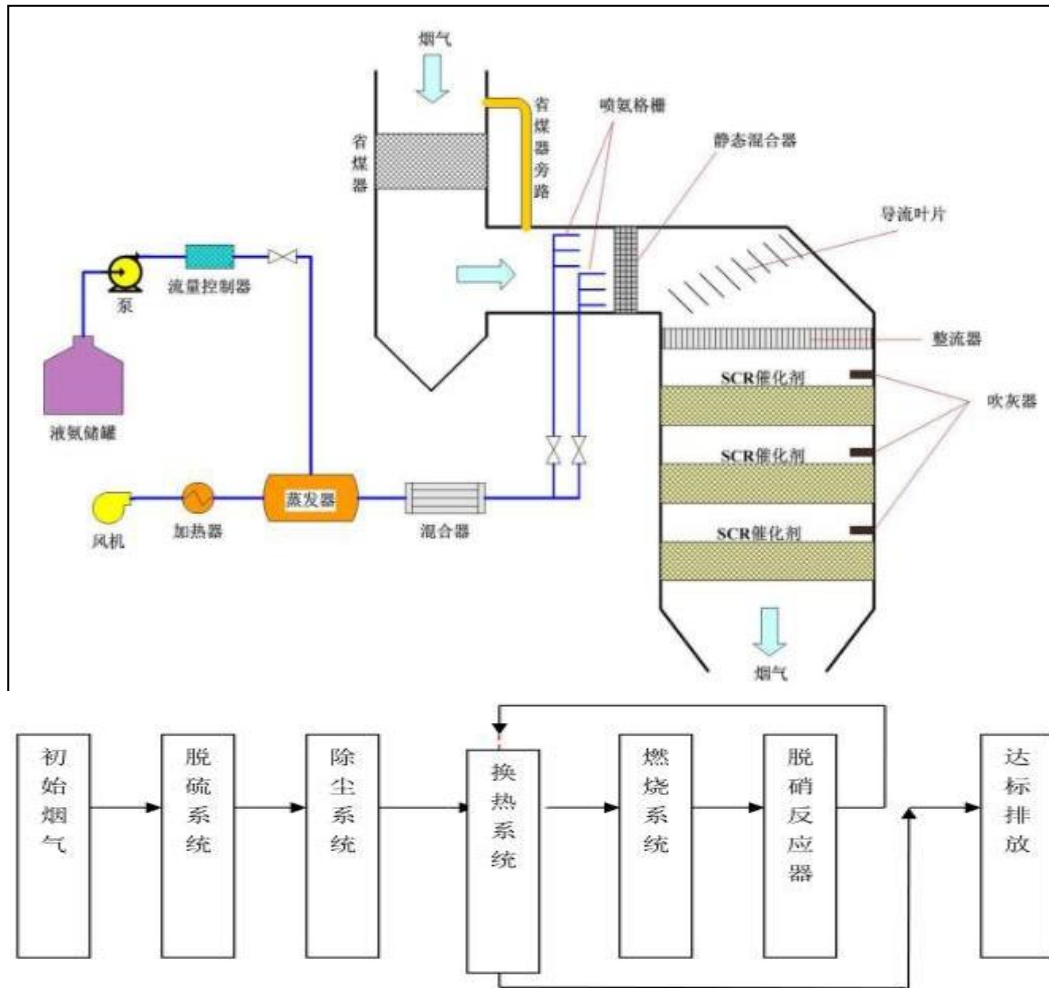 烟气
省煤器
省煤器旁路
喷氨格栅
静态混合器
导流叶片
泵
流量控制器
液氨储罐
整流器
SCR催化剂
吹灰器
SCR催化剂
SCR催化剂
风机
加热器
蒸发器
混合器
烟气
初始烟气
脱硫系统
除尘系统
换热系统
燃烧系统
脱硝反应器
达标排放